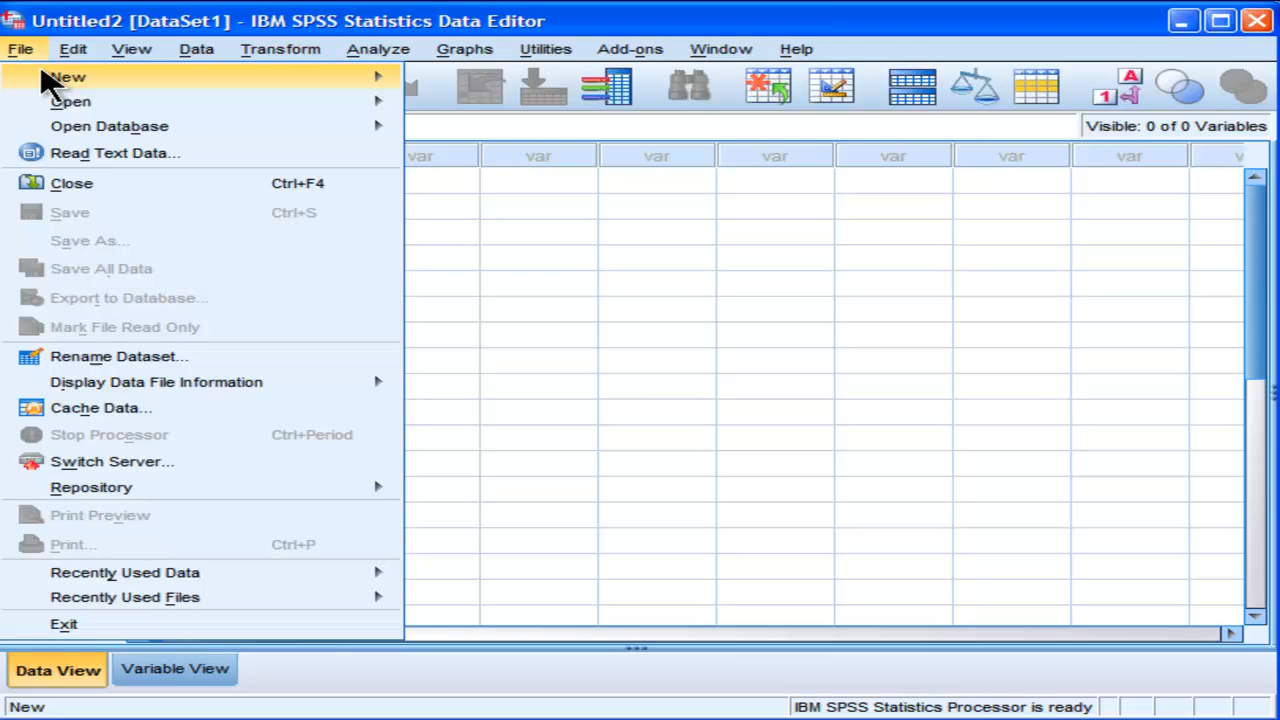 Untitled2 [DataSet1] - IBM SPSS Statistics Data Editor
File Edit View Data Transform Analyze Graphs Utilities Add-ons Window Help
New
Open
Open Database
Read Text Data...
Close Ctrl+F4
Save Ctrl+S
Save As...
Save All Data
Export to Database...
Mark File Read Only
Rename Dataset...
Display Data File Information
Cache Data...
Stop Processor Ctrl+Period
Switch Server...
Repository
Print Preview
Print... Ctrl+P
Recently Used Data
Recently Used Files
Exit
A
1
Visible: 0 of 0 Variables
var var var var var var var v
Data View Variable View
New IBM SPSS Statistics Processor is ready